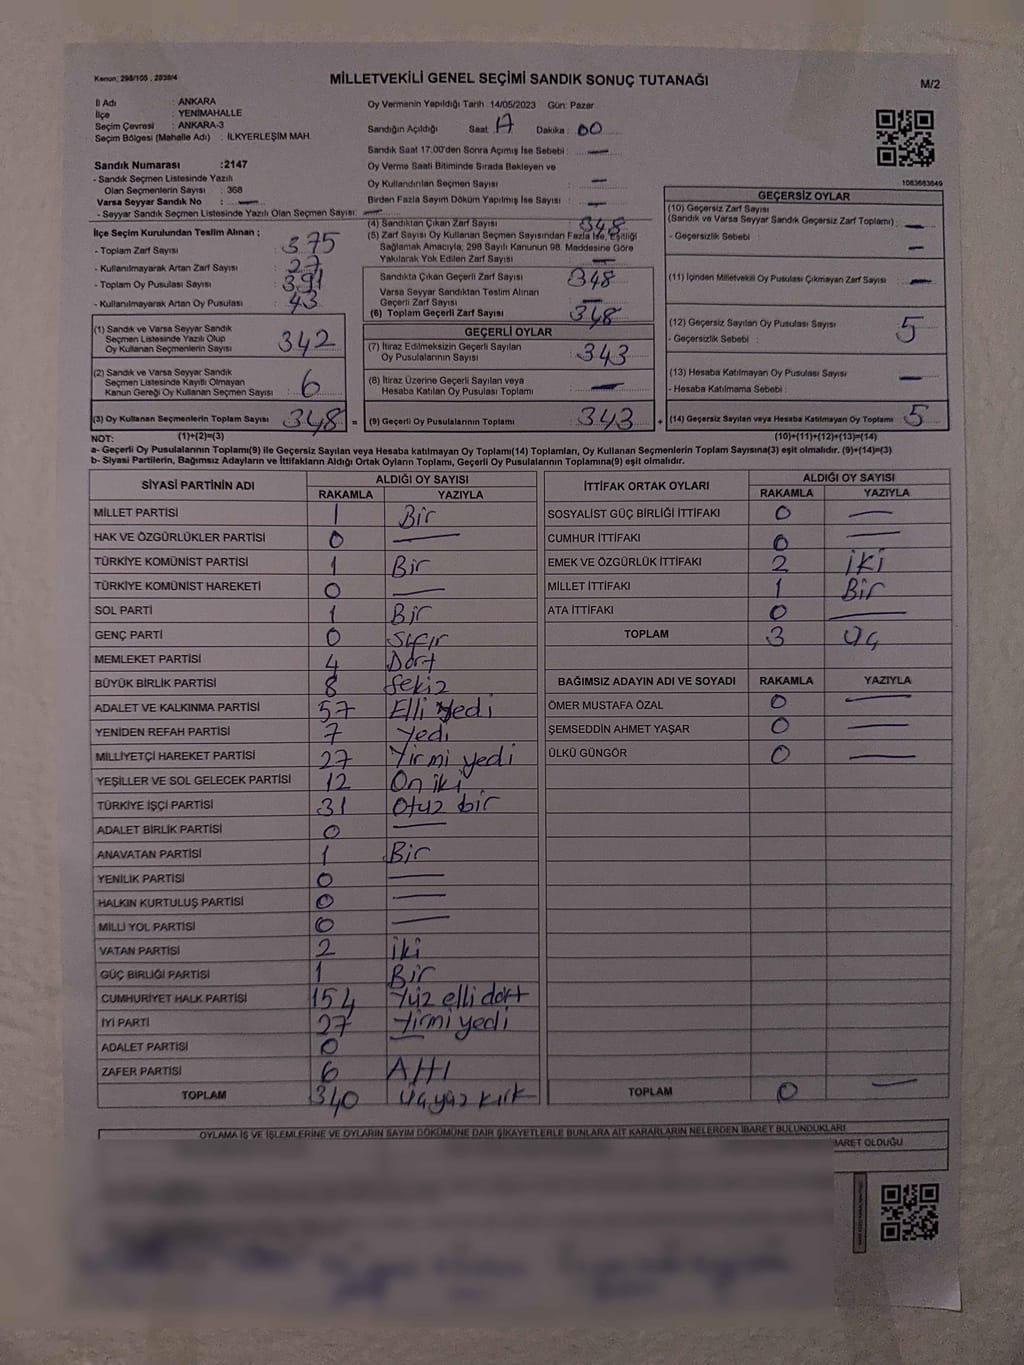 Kanun: 298/105 , 2839/4
MİLLETVEKİLİ GENEL SEÇİMİ SANDIK SONUÇ TUTANAĞI
M/2
İl Adı : ANKARA
İlçe : YENİMAHALLE
Seçim Çevresi : ANKARA-3
Seçim Bölgesi (Mahalle Adı) : İLKYERLEŞİM MAH.
Sandık Numarası :2147
- Sandık Seçmen Listesinde Yazılı
Olan Seçmenlerin Sayısı : 368
Varsa Seyyar Sandık No : —
- Seyyar Sandık Seçmen Listesinde Yazılı Olan Seçmen Sayısı: —
Oy Vermenin Yapıldığı Tarih :14/05/2023 Gün: Pazar
Sandığın Açıldığı Saat: 17 Dakika : 00
Sandık Saat 17:00'den Sonra Açımış İse Sebebi : —
Oy Verme Saati Bitiminde Sırada Bekleyen ve
Oy Kullandırılan Seçmen Sayısı : —
Birden Fazla Sayım Döküm Yapılmış İse Sayısı : —
1083683649
İlçe Seçim Kurulundan Teslim Alınan ;
- Toplam Zarf Sayısı : 375
- Kullanılmayarak Artan Zarf Sayısı : 27
- Toplam Oy Pusulası Sayısı : 391
- Kullanılmayarak Artan Oy Pusulası : 43
(1) Sandık ve Varsa Seyyar Sandık
Seçmen Listesinde Yazılı Olup
Oy Kullanan Seçmenlerin Sayısı : 342
(2) Sandık ve Varsa Seyyar Sandık
Seçmen Listesinde Kayıtlı Olmayan
Kanun Gereği Oy Kullanan Seçmen Sayısı : 6
(3) Oy Kullanan Seçmenlerin Toplam Sayısı : 348
(4) Sandıktan Çıkan Zarf Sayısı : 348
(5) Zarf Sayısı Oy Kullanan Seçmen Sayısından Fazla İse, Eşitliği
Sağlamak Amacıyla; 298 Sayılı Kanunun 98. Maddesine Göre
Yakılarak Yok Edilen Zarf Sayısı : —
Sandıkta Çıkan Geçerli Zarf Sayısı : 348
Varsa Seyyar Sandıktan Teslim Alınan
Geçerli Zarf Sayısı : —
(6) Toplam Geçerli Zarf Sayısı : 348
GEÇERLİ OYLAR
(7) İtiraz Edilmeksizin Geçerli Sayılan
Oy Pusulalarının Sayısı : 343
(8) İtiraz Üzerine Geçerli Sayılan veya
Hesaba Katılan Oy Pusulası Toplamı : —
= (9) Geçerli Oy Pusulalarının Toplamı : 343
GEÇERSİZ OYLAR
(10) Geçersiz Zarf Sayısı
(Sandık ve Varsa Seyyar Sandık Geçersiz Zarf Toplamı) : —
- Geçersizlik Sebebi : —
(11) İçinden Milletvekili Oy Pusulası Çıkmayan Zarf Sayısı : —
(12) Geçersiz Sayılan Oy Pusulası Sayısı : 5
- Geçersizlik Sebebi :
(13) Hesaba Katılmayan Oy Pusulası Sayısı : —
- Hesaba Katılmama Sebebi :
+ (14) Geçersiz Sayılan veya Hesaba Katılmayan Oy Toplamı : 5
NOT: (1)+(2)=(3) (10)+(11)+(12)+(13)=(14)
a- Geçerli Oy Pusulalarının Toplamı(9) ile Geçersiz Sayılan veya Hesaba katılmayan Oy Toplamı(14) Toplamları, Oy Kullanan Seçmenlerin Toplam Sayısına(3) eşit olmalıdır. (9)+(14)=(3)
b- Siyasi Partilerin, Bağımsız Adayların ve İttifakların Aldığı Ortak Oyların Toplamı, Geçerli Oy Pusulalarının Toplamına(9) eşit olmalıdır.
SİYASİ PARTİNİN ADI ALDIĞI OY SAYISI
RAKAMLA YAZIYLA
MİLLET PARTİSİ 1 Bir
HAK VE ÖZGÜRLÜKLER PARTİSİ 0 —
TÜRKİYE KOMÜNİST PARTİSİ 1 Bir
TÜRKİYE KOMÜNİST HAREKETİ 0 —
SOL PARTİ 1 Bir
GENÇ PARTİ 0 Sıfır
MEMLEKET PARTİSİ 4 Dört
BÜYÜK BİRLİK PARTİSİ 8 Sekiz
ADALET VE KALKINMA PARTİSİ 57 Elli yedi
YENİDEN REFAH PARTİSİ 7 Yedi
MİLLİYETÇİ HAREKET PARTİSİ 27 Yirmi yedi
YEŞİLLER VE SOL GELECEK PARTİSİ 12 On iki
TÜRKİYE İŞÇİ PARTİSİ 31 Otuz bir
ADALET BİRLİK PARTİSİ 0 —
ANAVATAN PARTİSİ 1 Bir
YENİLİK PARTİSİ 0 —
HALKIN KURTULUŞ PARTİSİ 0 —
MİLLİ YOL PARTİSİ 0 —
VATAN PARTİSİ 2 İki
GÜÇ BİRLİĞİ PARTİSİ 1 Bir
CUMHURİYET HALK PARTİSİ 154 Yüz elli dört
İYİ PARTİ 27 Yirmi yedi
ADALET PARTİSİ 0 —
ZAFER PARTİSİ 6 Altı
TOPLAM 340 Üçyüz kırk
İTTİFAK ORTAK OYLARI ALDIĞI OY SAYISI
RAKAMLA YAZIYLA
SOSYALİST GÜÇ BİRLİĞİ İTTİFAKI 0 —
CUMHUR İTTİFAKI 0 —
EMEK VE ÖZGÜRLÜK İTTİFAKI 2 İki
MİLLET İTTİFAKI 1 Bir
ATA İTTİFAKI 0 —
TOPLAM 3 Üç
BAĞIMSIZ ADAYIN ADI VE SOYADI RAKAMLA YAZIYLA
ÖMER MUSTAFA ÖZAL 0 —
ŞEMSEDDİN AHMET YAŞAR 0 —
ÜLKÜ GÜNGÖR 0 —
TOPLAM 0 —
OYLAMA İŞ VE İŞLEMLERİNE VE OYLARIN SAYIM DÖKÜMÜNE DAİR ŞİKAYETLERLE BUNLARA AİT KARARLARIN NELERDEN İBARET BULUNDUKLARI
BARET OLDUĞU